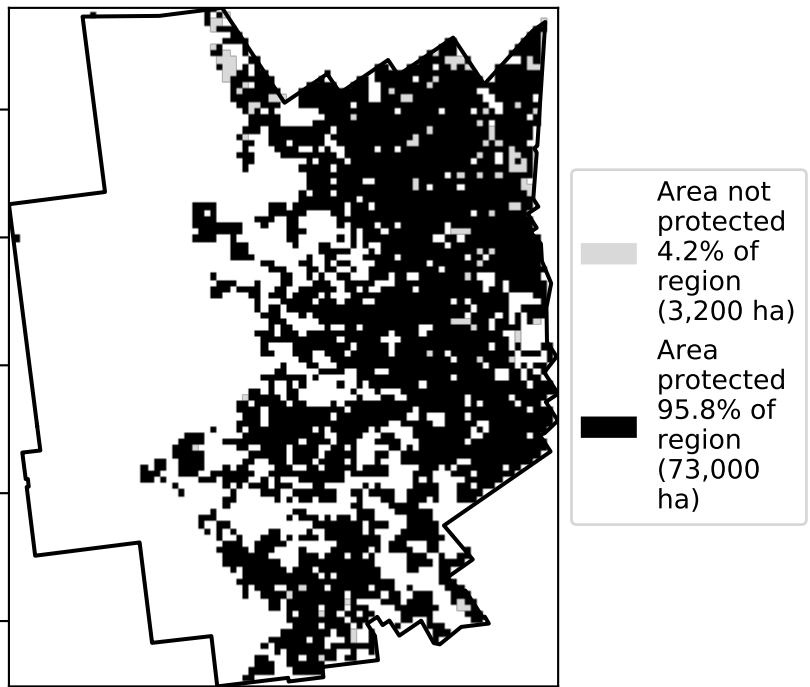 Area not
protected
4.2% of
region
(3,200 ha)
Area
protected
95.8% of
region
(73,000
ha)